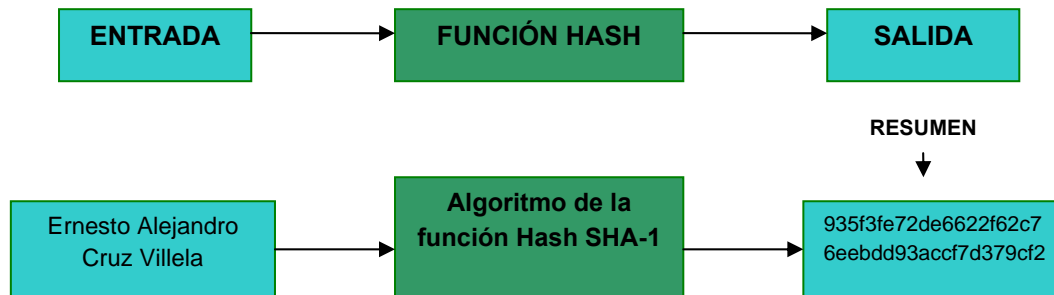 ENTRADA
FUNCIÓN HASH
SALIDA
RESUMEN
Ernesto Alejandro
Cruz Villela
Algoritmo de la
función Hash SHA-1
935f3fe72de6622f62c7
6eebdd93accf7d379cf2